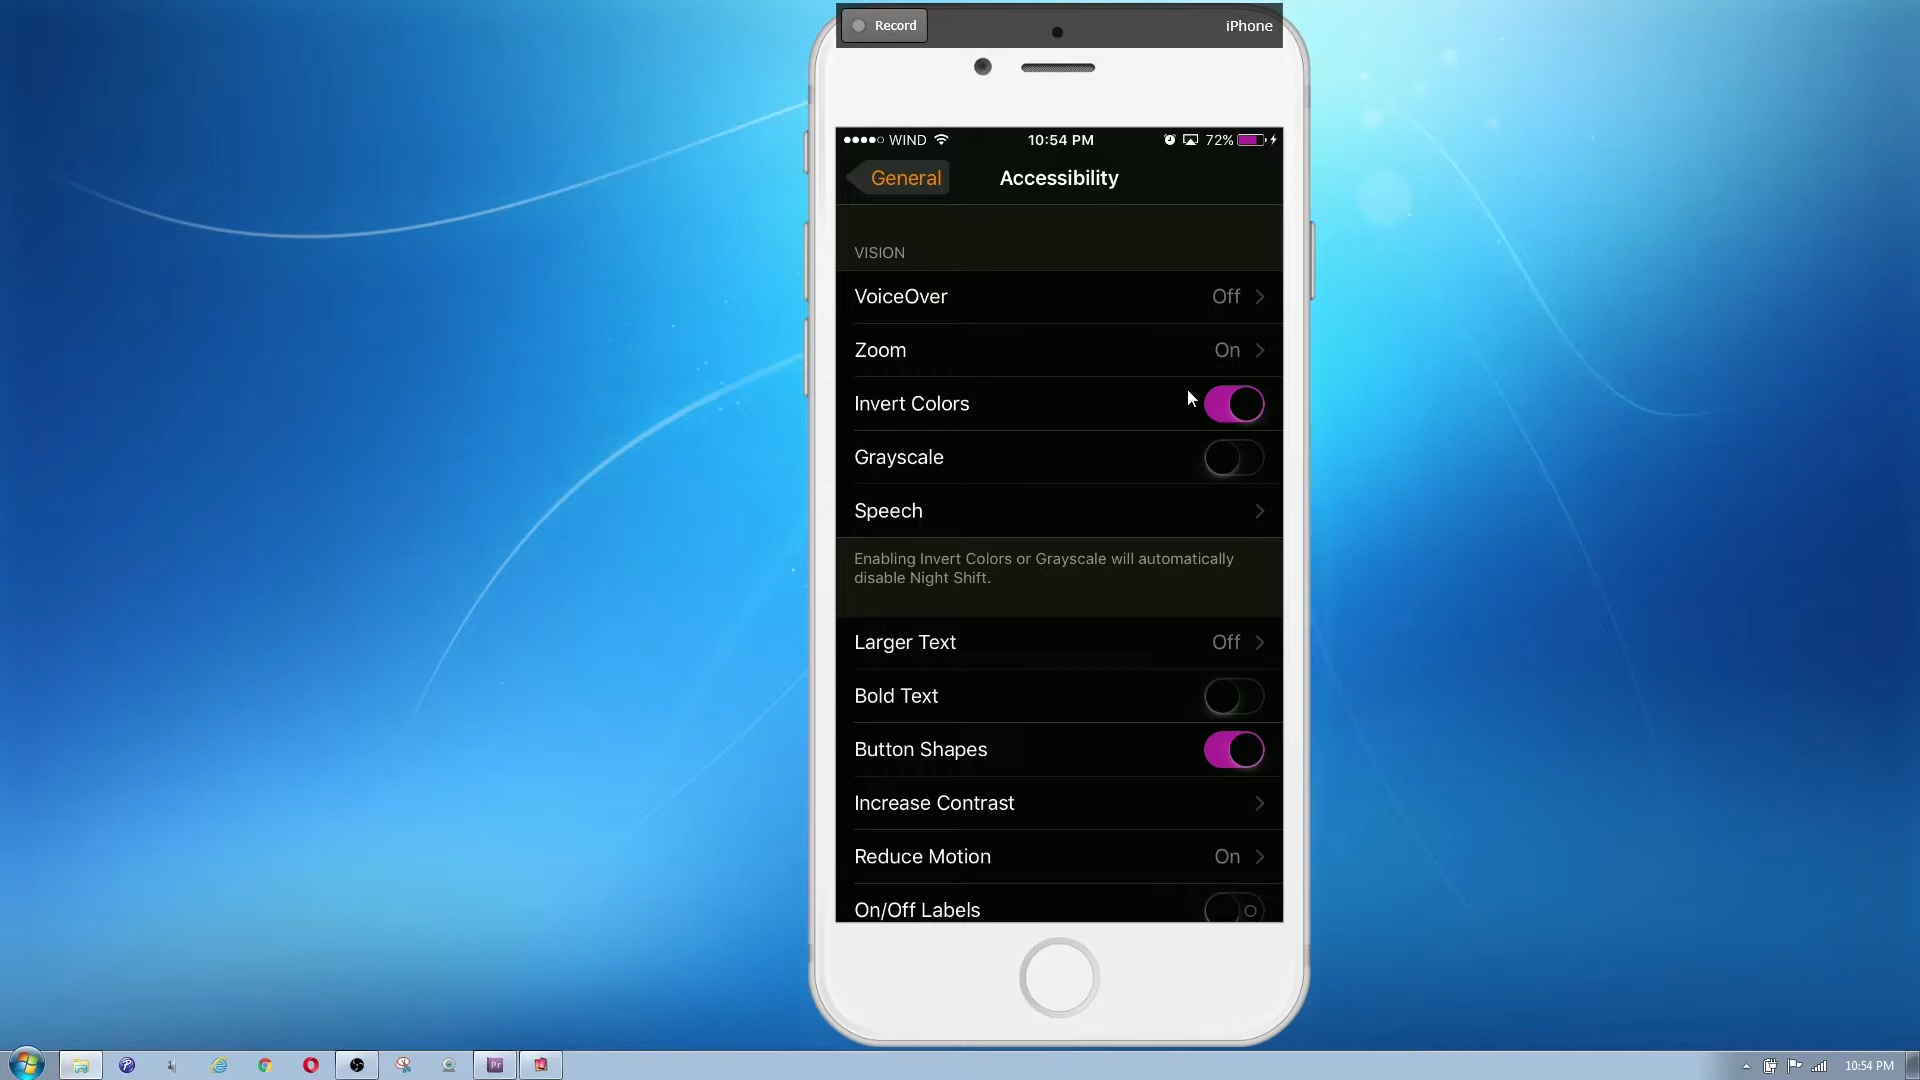 Record
iPhone
WIND
10:54 PM
72%
General
Accessibility
VISION
VoiceOver
Off
Zoom
On
Invert Colors
Grayscale
Speech
Enabling Invert Colors or Grayscale will automatically
disable Night Shift.
Larger Text
Off
Bold Text
Button Shapes
Increase Contrast
Reduce Motion
On
On/Off Labels
Pr
10:54 PM